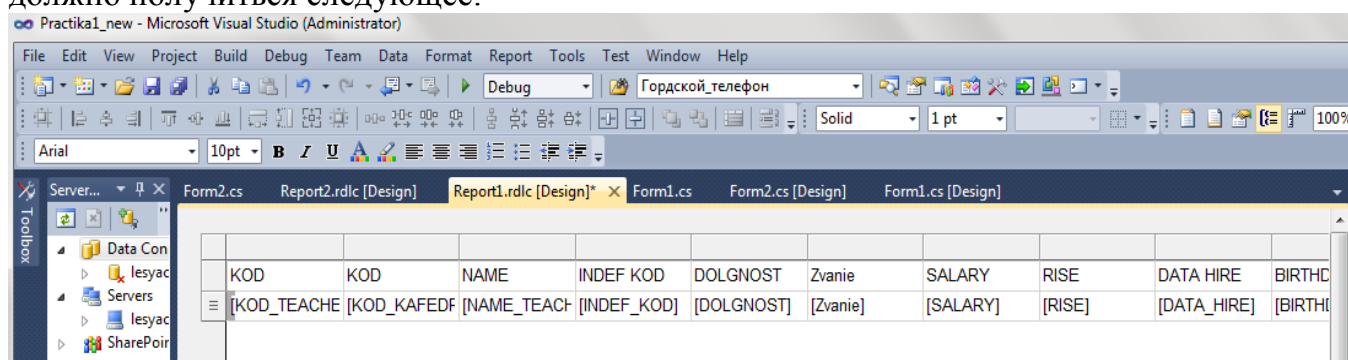 должно получиться следующее:
Practika1_new - Microsoft Visual Studio (Administrator)
File Edit View Project Build Debug Team Data Format Report Tools Test Window Help
Debug Гордской_телефон
Solid 1 pt 100%
Arial 10pt B I U A
Server... Form2.cs Report2.rdlc [Design] Report1.rdlc [Design]* Form1.cs Form2.cs [Design] Form1.cs [Design]
Toolbox
Data Con
lesyac
Servers
lesyac
SharePoir
KOD KOD NAME INDEF KOD DOLGNOST Zvanie SALARY RISE DATA HIRE BIRTHD
[KOD_TEACHE [KOD_KAFEDF [NAME_TEACH [INDEF_KOD] [DOLGNOST] [Zvanie] [SALARY] [RISE] [DATA_HIRE] [BIRTHD